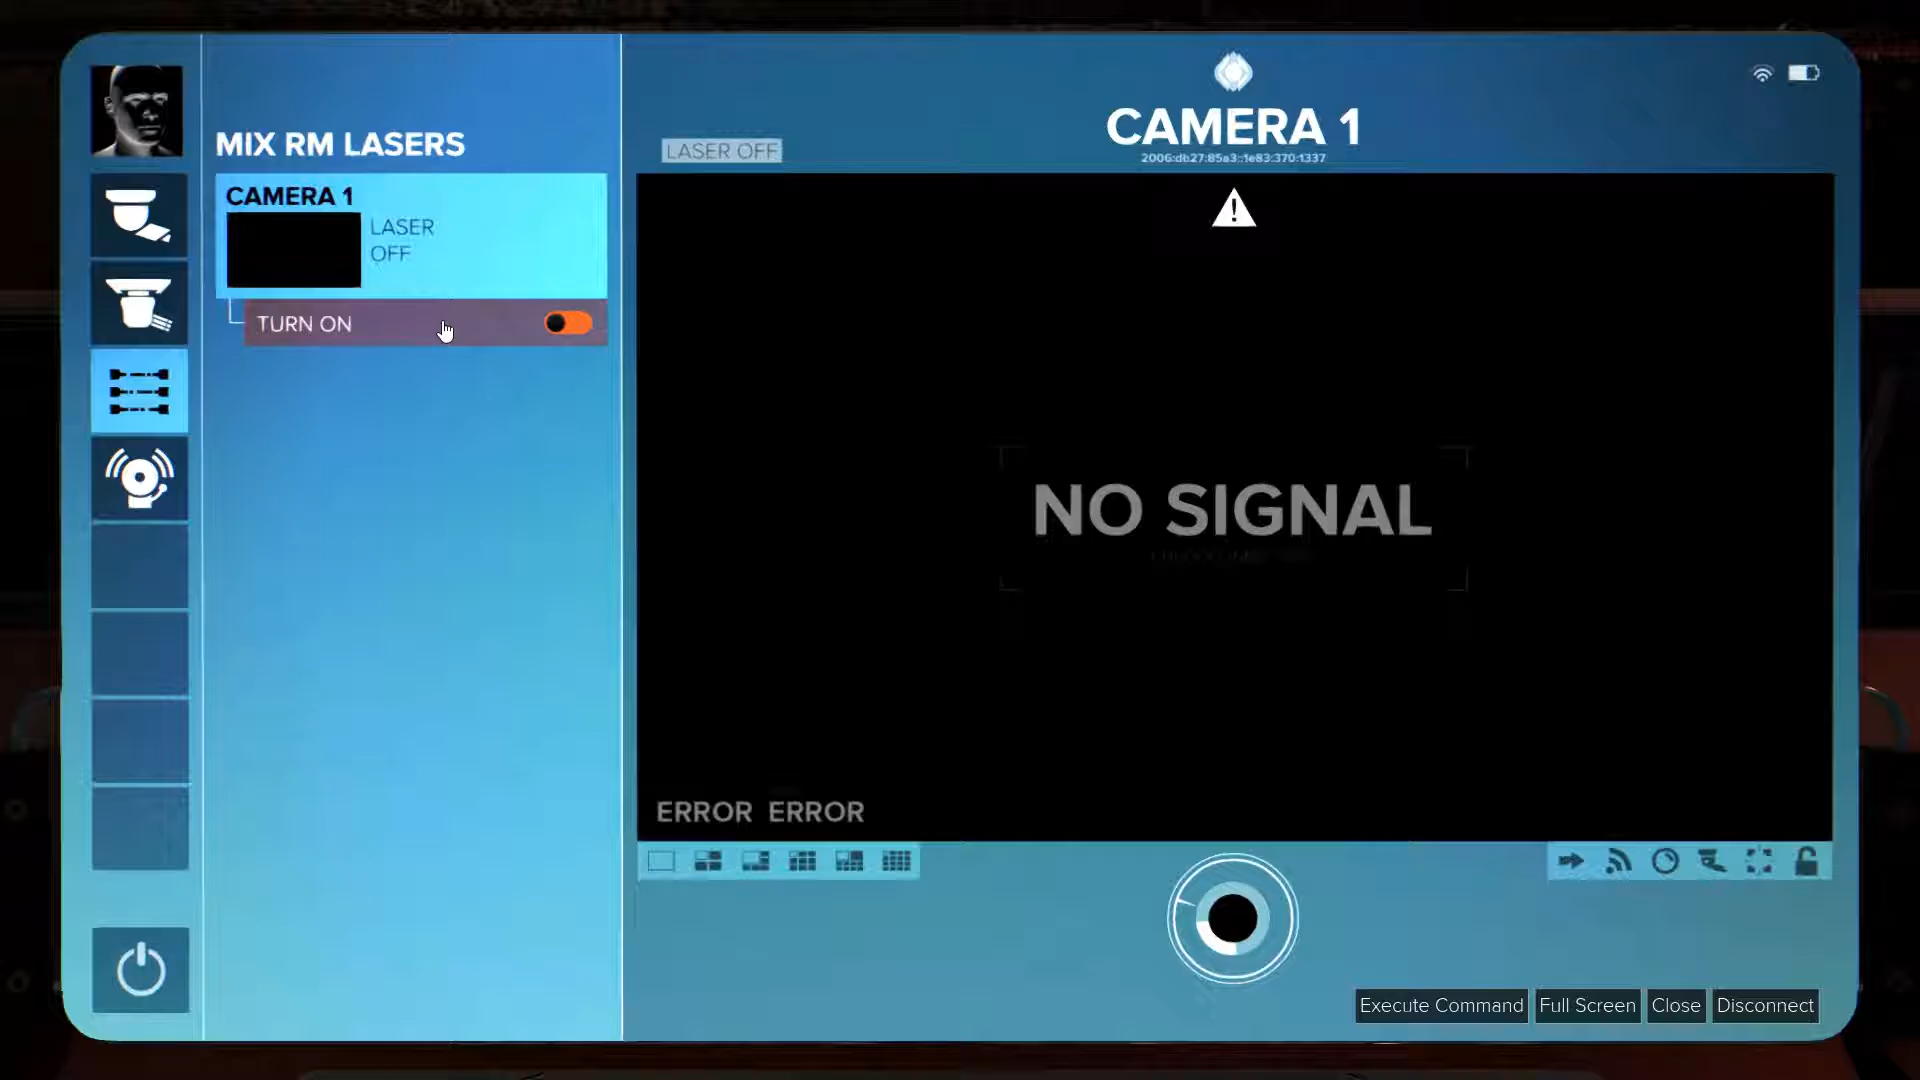 MIX RM LASERS
CAMERA 1
LASER
OFF
TURN ON
LASER OFF
CAMERA 1
2006:db27:85a3::1e83:370:1337
NO SIGNAL
ERROR ERROR
Execute Command
Full Screen
Close
Disconnect